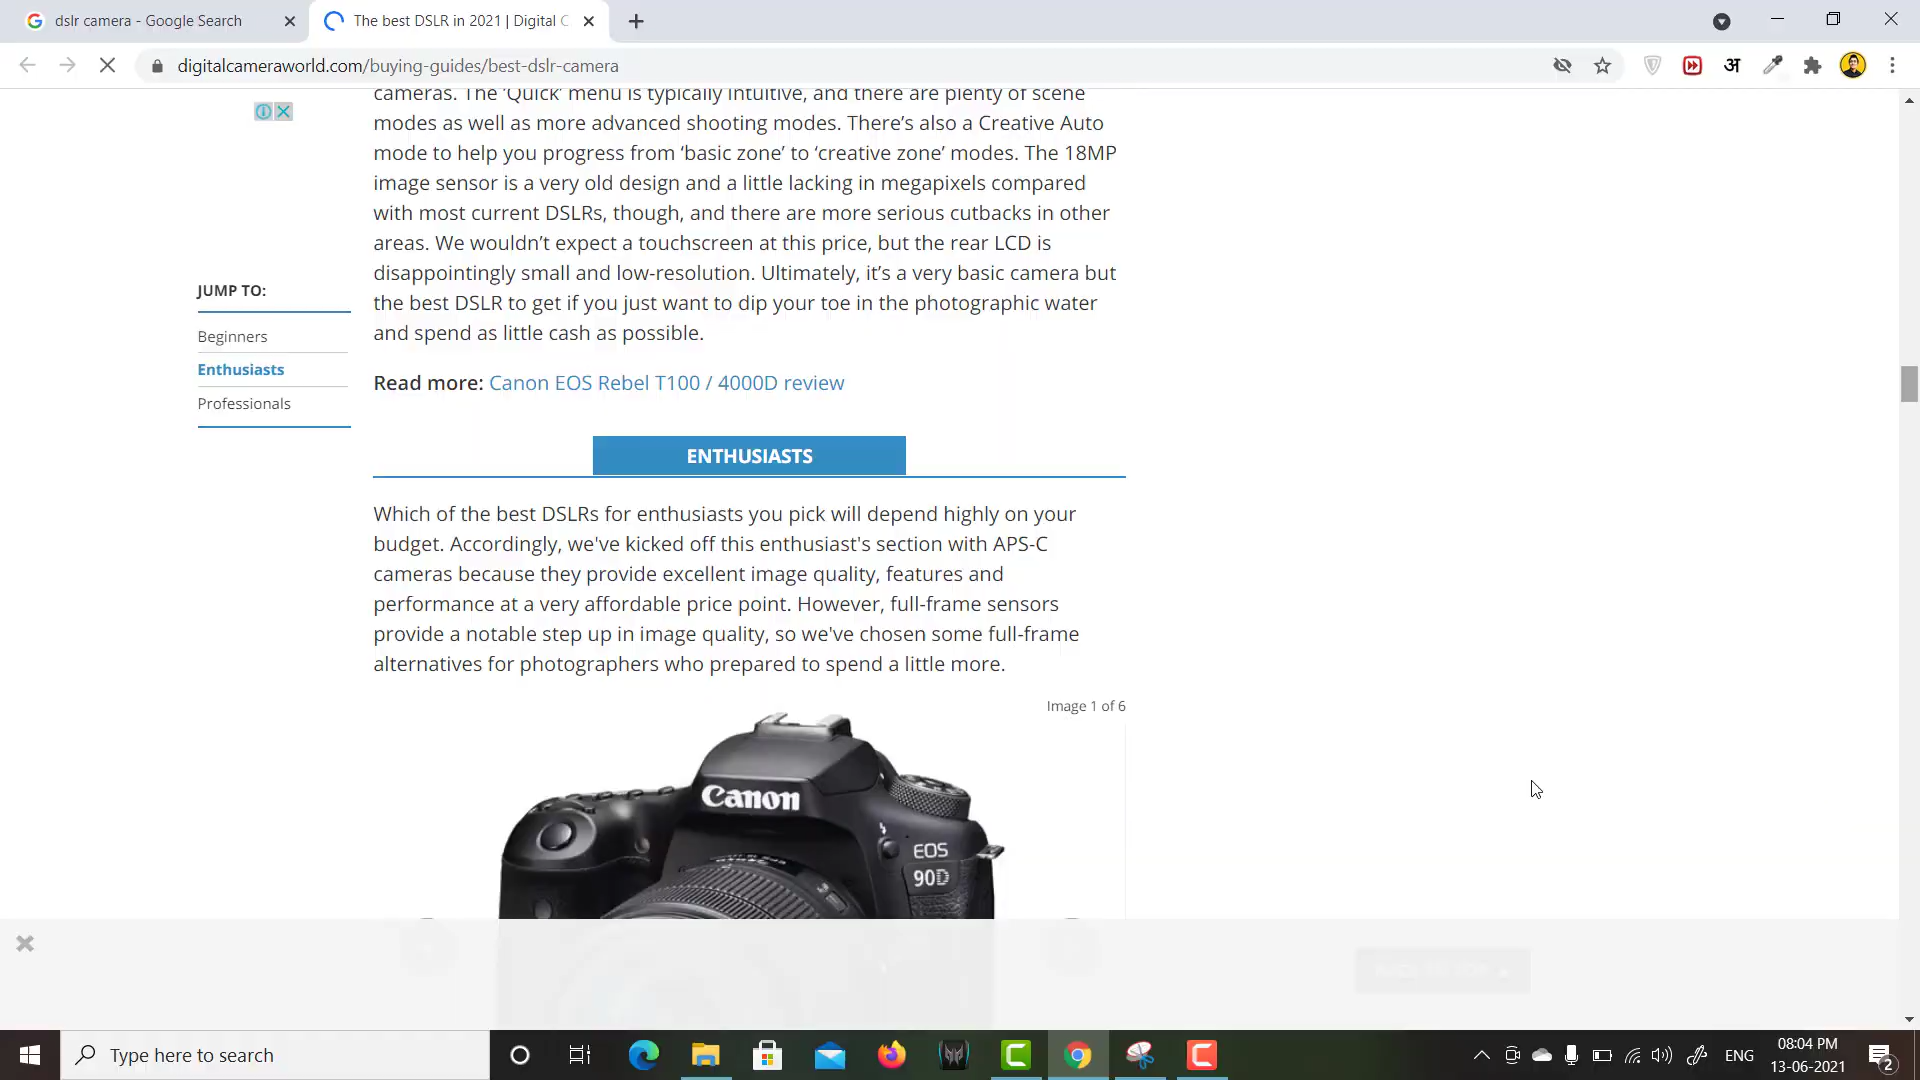 dslr camera - Google Search
The best DSLR in 2021 | Digital C
digitalcameraworld.com/buying-guides/best-dslr-camera
अ
cameras. The ‘Quick’ menu is typically intuitive, and there are plenty of scene
modes as well as more advanced shooting modes. There’s also a Creative Auto
mode to help you progress from ‘basic zone’ to ‘creative zone’ modes. The 18MP
image sensor is a very old design and a little lacking in megapixels compared
with most current DSLRs, though, and there are more serious cutbacks in other
areas. We wouldn’t expect a touchscreen at this price, but the rear LCD is
disappointingly small and low-resolution. Ultimately, it’s a very basic camera but
the best DSLR to get if you just want to dip your toe in the photographic water
and spend as little cash as possible.
JUMP TO:
Beginners
Enthusiasts
Professionals
Read more: Canon EOS Rebel T100 / 4000D review
ENTHUSIASTS
Which of the best DSLRs for enthusiasts you pick will depend highly on your
budget. Accordingly, we've kicked off this enthusiast's section with APS-C
cameras because they provide excellent image quality, features and
performance at a very affordable price point. However, full-frame sensors
provide a notable step up in image quality, so we've chosen some full-frame
alternatives for photographers who prepared to spend a little more.
Image 1 of 6
Canon
EOS
90D
Type here to search
ENG
08:04 PM
13-06-2021
2